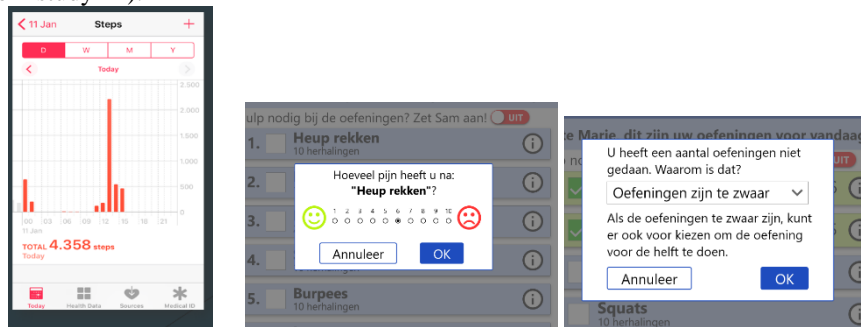 11 Jan Steps +
D W M Y
Today
2.500
2.000
1.500
1.000
500
0
00 03 06 09 12 15 18 21
11 Jan
TOTAL 4.358 steps
Today
Today Health Data Sources Medical ID
ulp nodig bij de oefeningen? Zet Sam aan! UIT
1. Heup rekken
10 herhalingen
2.
Hoeveel pijn heeft u na:
"Heup rekken"?
3.
1 2 3 4 5 6 7 8 9 10
4.
Annuleer OK
5. Burpees
10 herhalingen
te Marie, dit zijn uw oefeningen voor vandaag
U heeft een aantal oefeningen niet
gedaan. Waarom is dat?
UIT
Oefeningen zijn te zwaar
Als de oefeningen te zwaar zijn, kunt
er ook voor kiezen om de oefening
voor de helft te doen.
Annuleer OK
Squats
10 herhalingen